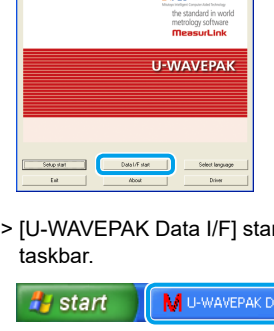 the standard in world
metrology software
MeasurLink
U-WAVEPAK
Setup start
Data I/F start
Select language
Exit
About
Driver
> [U-WAVEPAK Data I/F] star
taskbar.
start
U-WAVEPAK D